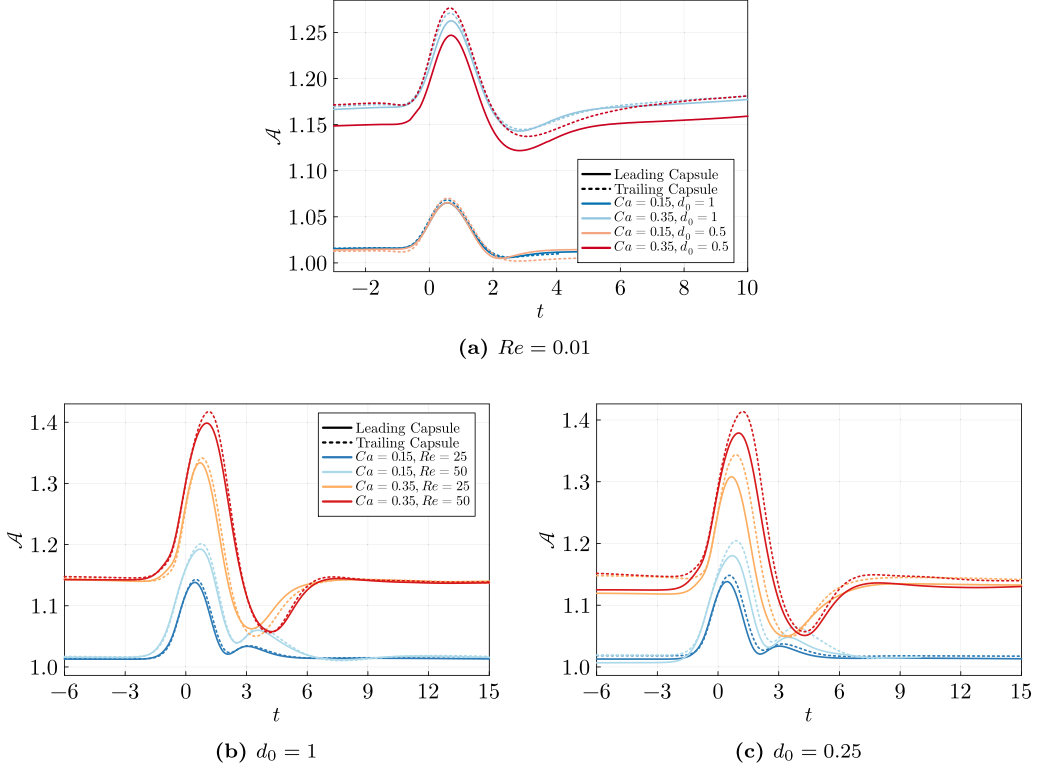 1.25
1.20
1.15
1.10
1.05
1.00
𝒜
Leading Capsule
Trailing Capsule
Ca = 0.15, d₀ = 1
Ca = 0.35, d₀ = 1
Ca = 0.15, d₀ = 0.5
Ca = 0.35, d₀ = 0.5
−2 0 2 4 6 8 10
t
(a) Re = 0.01
1.4
1.3
1.2
1.1
1.0
𝒜
Leading Capsule
Trailing Capsule
Ca = 0.15, Re = 25
Ca = 0.15, Re = 50
Ca = 0.35, Re = 25
Ca = 0.35, Re = 50
−6 −3 0 3 6 9 12 15
t
(b) d₀ = 1
1.4
1.3
1.2
1.1
1.0
𝒜
−6 −3 0 3 6 9 12 15
t
(c) d₀ = 0.25